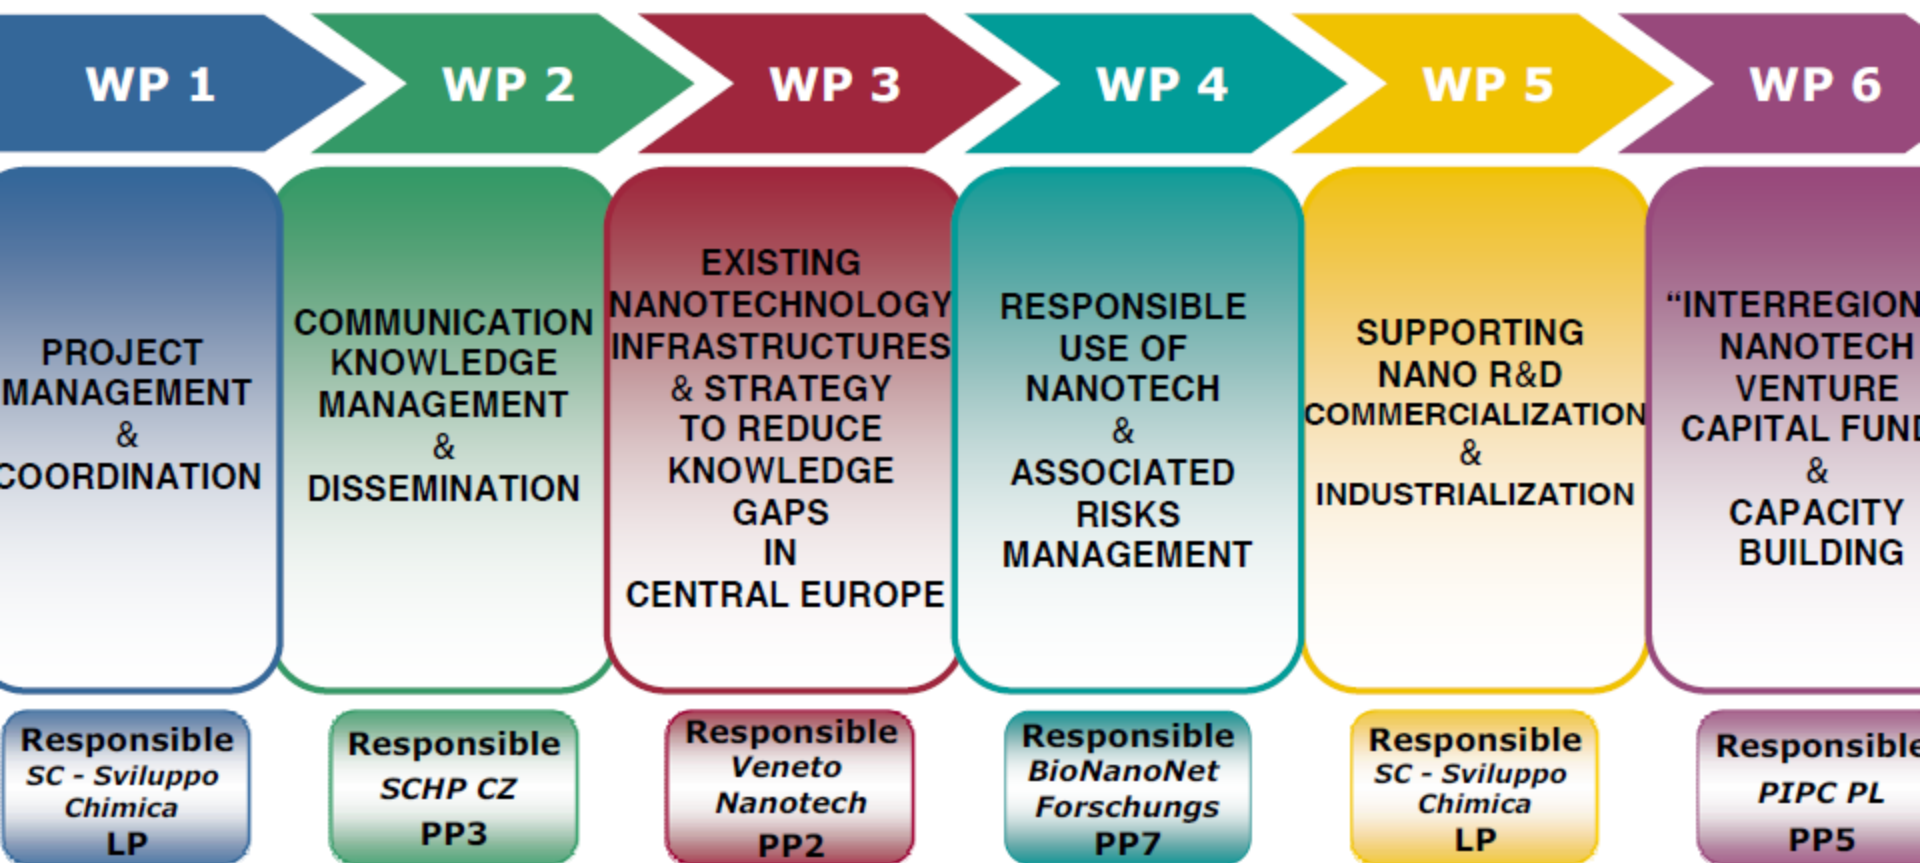 WP 1
WP 2
WP 3
WP 4
WP 5
WP 6
PROJECT
MANAGEMENT
&
COORDINATION
COMMUNICATION
KNOWLEDGE
MANAGEMENT
&
DISSEMINATION
EXISTING
NANOTECHNOLOGY
INFRASTRUCTURES
& STRATEGY
TO REDUCE
KNOWLEDGE
GAPS
IN
CENTRAL EUROPE
RESPONSIBLE
USE OF
NANOTECH
&
ASSOCIATED
RISKS
MANAGEMENT
SUPPORTING
NANO R&D
COMMERCIALIZATION
&
INDUSTRIALIZATION
“INTERREGION
NANOTECH
VENTURE
CAPITAL FUND
&
CAPACITY
BUILDING
Responsible
SC - Sviluppo
Chimica
LP
Responsible
SCHP CZ
PP3
Responsible
Veneto
Nanotech
PP2
Responsible
BioNanoNet
Forschungs
PP7
Responsible
SC - Sviluppo
Chimica
LP
Responsible
PIPC PL
PP5